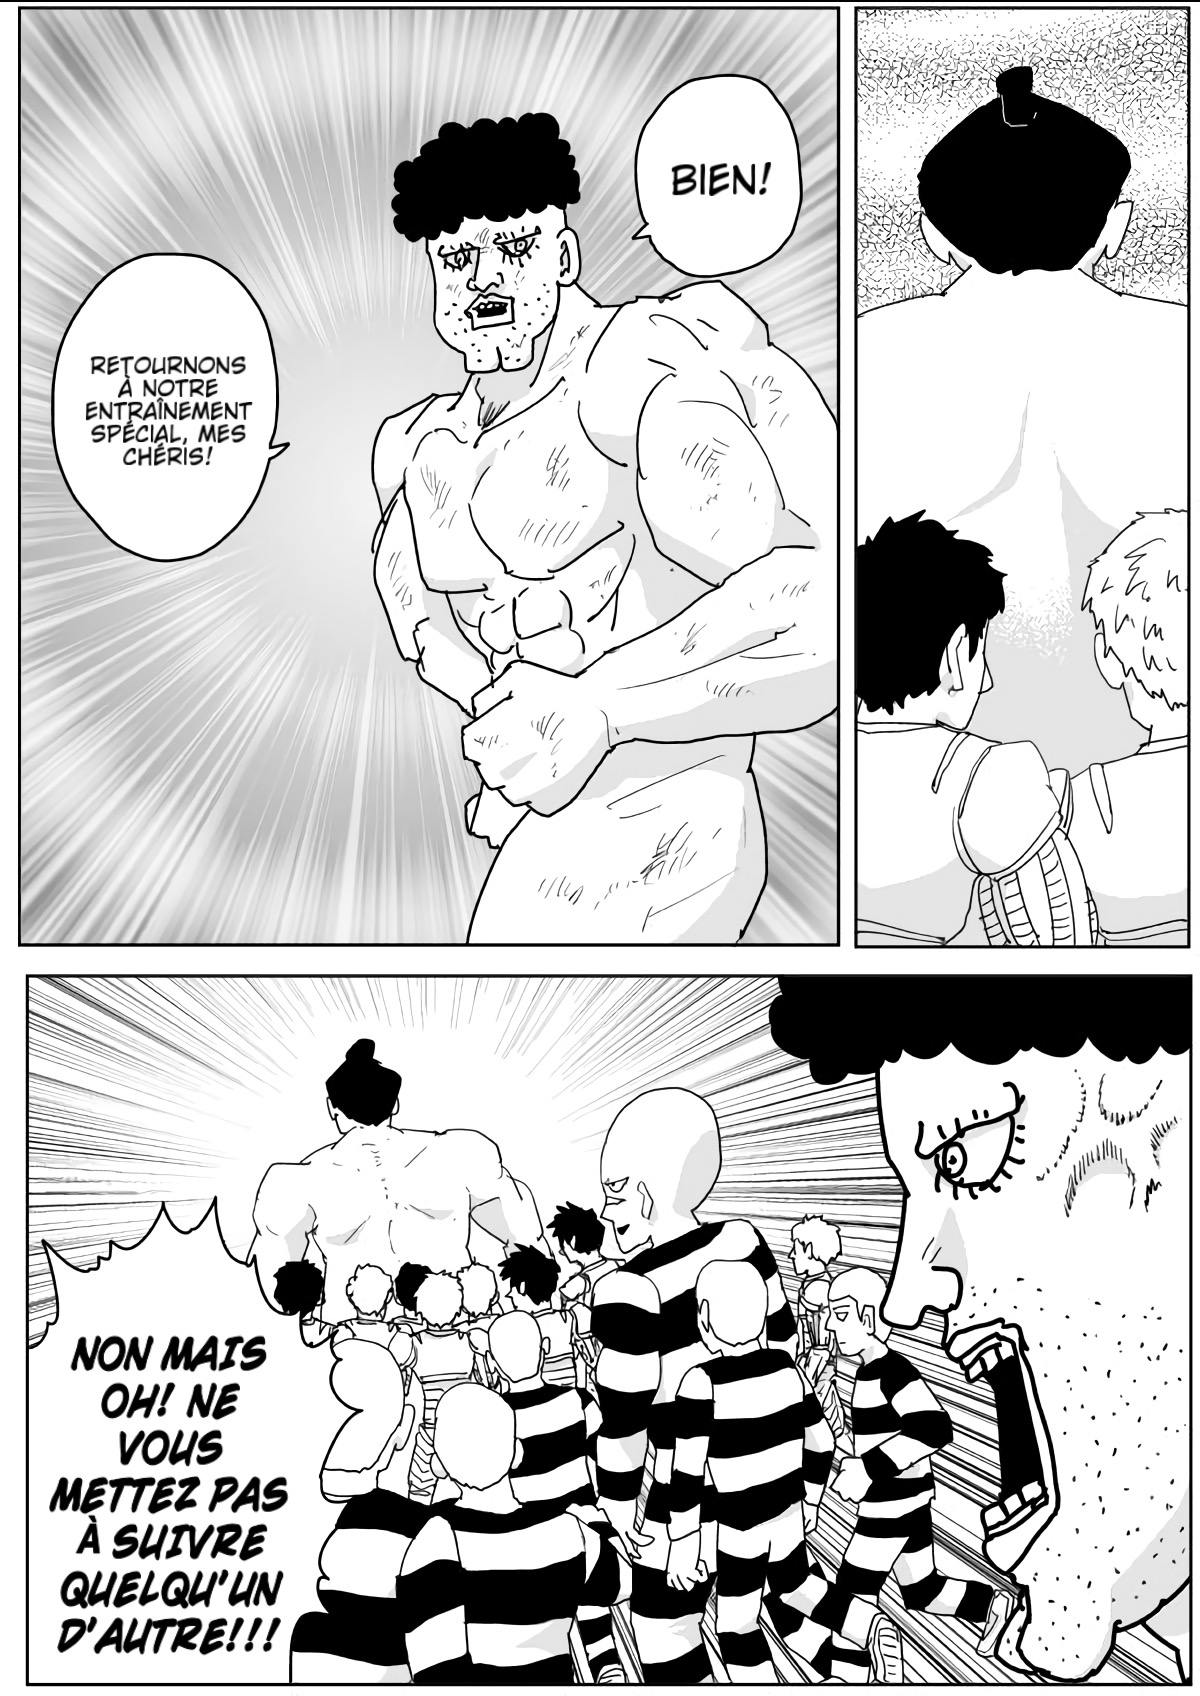 BIEN!
RETOURNONS
À NOTRE
ENTRAÎNEMENT
SPÉCIAL, MES
CHÉRIS!
NON MAIS
OH! NE
VOUS
METTEZ PAS
À SUIVRE
QUELQU'UN
D'AUTRE!!!